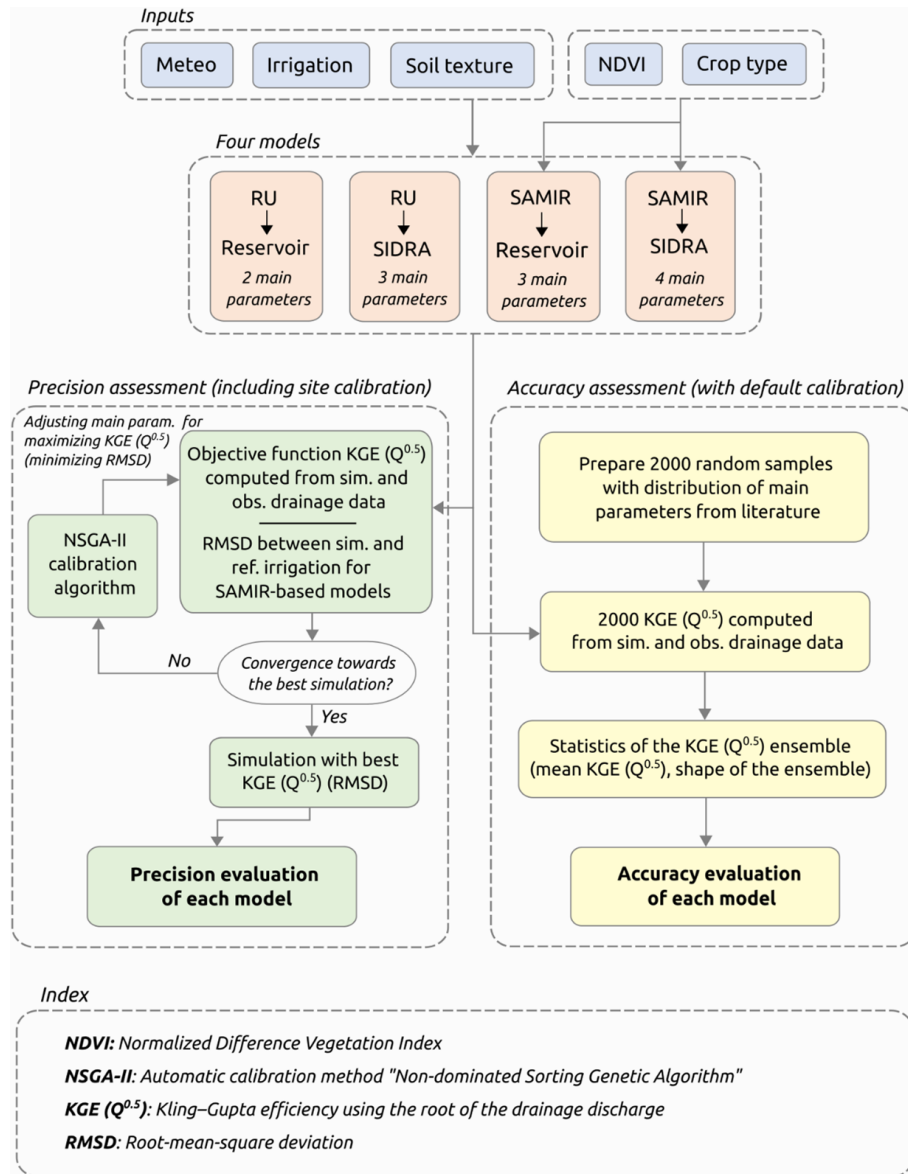 Inputs
Meteo
Irrigation
Soil texture
NDVI
Crop type
Four models
RU
Reservoir
2 main
parameters
RU
SIDRA
3 main
parameters
SAMIR
Reservoir
3 main
parameters
SAMIR
SIDRA
4 main
parameters
Precision assessment (including site calibration)
Adjusting main param. for
maximizing KGE (Q^0.5)
(minimizing RMSD)
Objective function KGE (Q^0.5)
computed from sim. and
obs. drainage data
RMSD between sim. and
ref. irrigation for
SAMIR-based models
NSGA-II
calibration
algorithm
No
Convergence towards
the best simulation?
Yes
Simulation with best
KGE (Q^0.5) (RMSD)
Precision evaluation
of each model
Accuracy assessment (with default calibration)
Prepare 2000 random samples
with distribution of main
parameters from literature
2000 KGE (Q^0.5) computed
from sim. and obs. drainage
data
Statistics of the KGE (Q^0.5) ensemble
(mean KGE (Q^0.5), shape of the ensemble)
Accuracy evaluation
of each model
Index
NDVI: Normalized Difference Vegetation Index
NSGA-II: Automatic calibration method "Non-dominated Sorting Genetic Algorithm"
KGE (Q^0.5): Kling–Gupta efficiency using the root of the drainage discharge
RMSD: Root-mean-square deviation